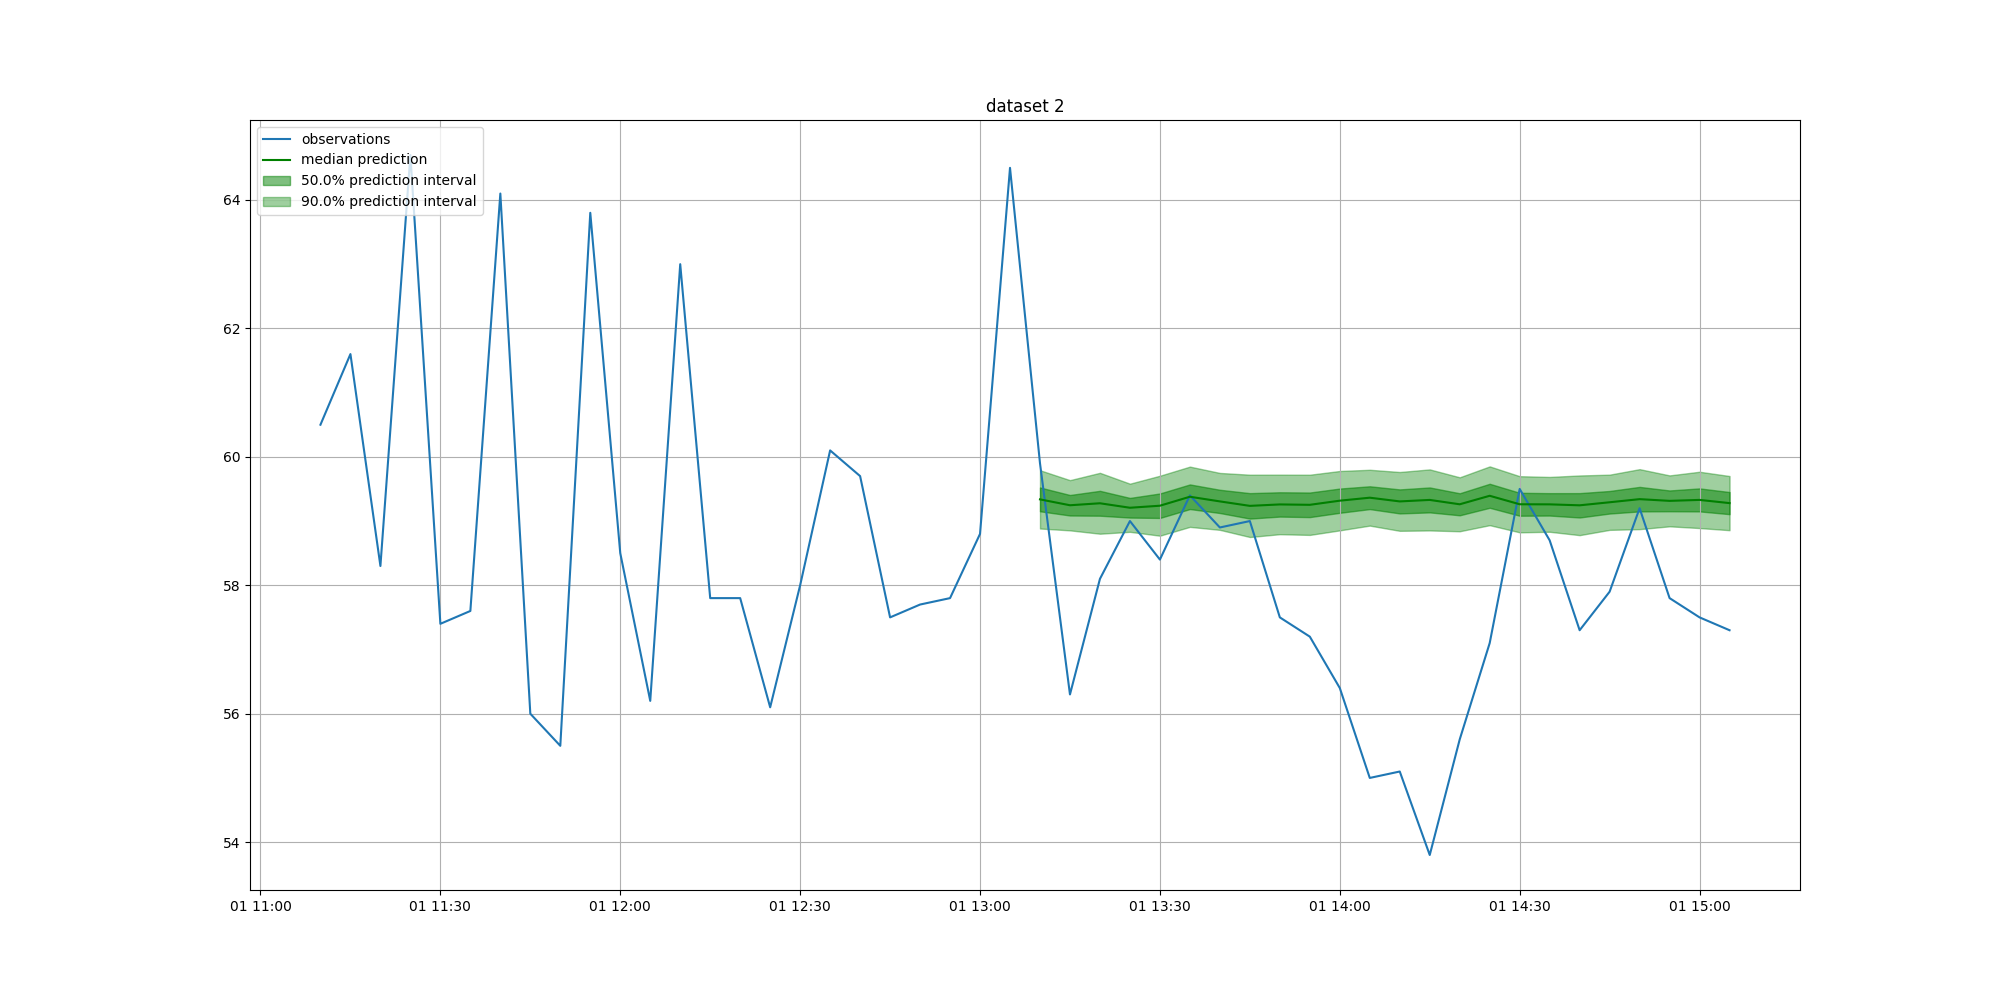 dataset 2
observations
median prediction
50.0% prediction interval
90.0% prediction interval
64
62
60
58
56
54
01 11:00 01 11:30 01 12:00 01 12:30 01 13:00 01 13:30 01 14:00 01 14:30 01 15:00